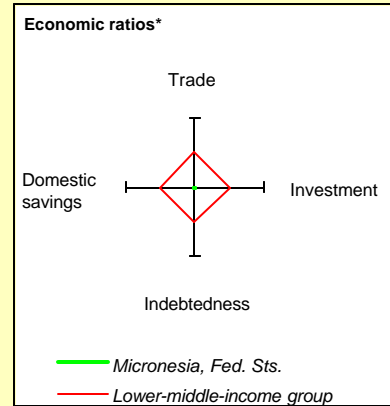 Economic ratios*
Trade
Domestic
savings
Investment
Indebtedness
Micronesia, Fed. Sts.
Lower-middle-income group